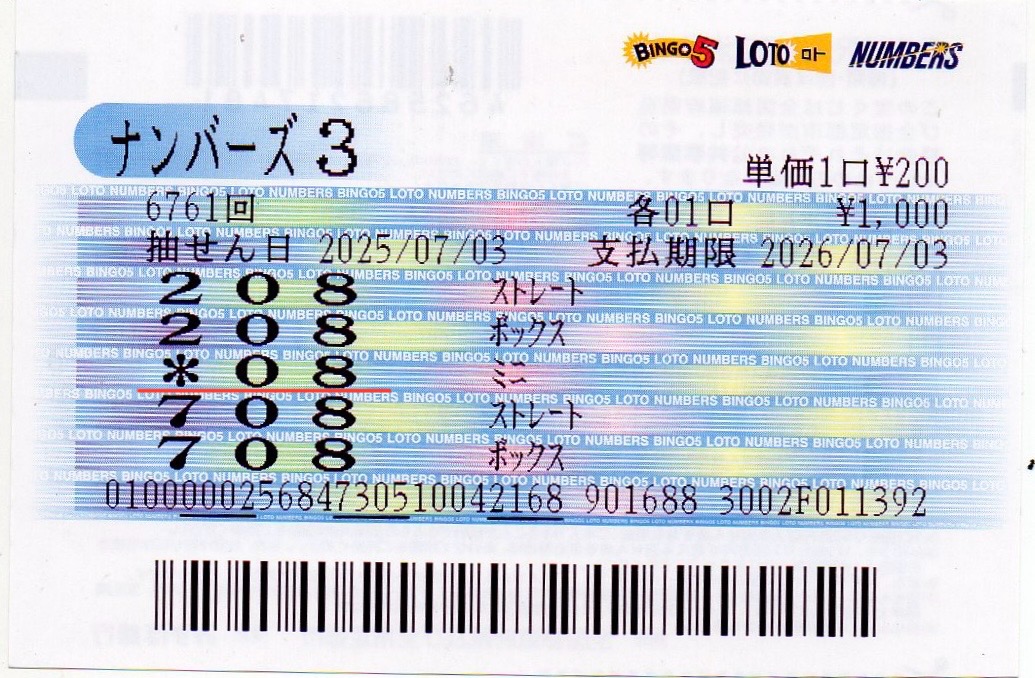 BINGO5 LOTO NUMBERS
ナンバーズ3
単価1口¥200
6761回 各01口 ¥1,000
抽せん日 2025/07/03 支払期限 2026/07/03
208 ストレート
208 ボックス
*08 ミニ
708 ストレート
708 ボックス
010000025684730510042168 901688 3002F011392